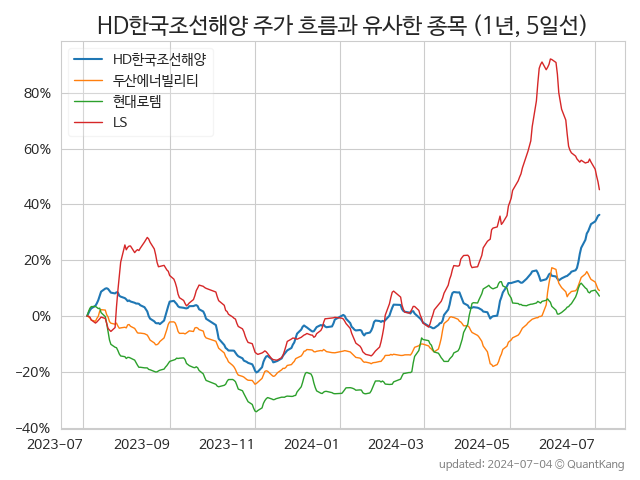 HD한국조선해양 주가 흐름과 유사한 종목 (1년, 5일선)
HD한국조선해양
두산에너빌리티
현대로템
LS
80%
60%
40%
20%
0%
−20%
−40%
2023-07
2023-09
2023-11
2024-01
2024-03
2024-05
2024-07
updated: 2024-07-04 © QuantKang